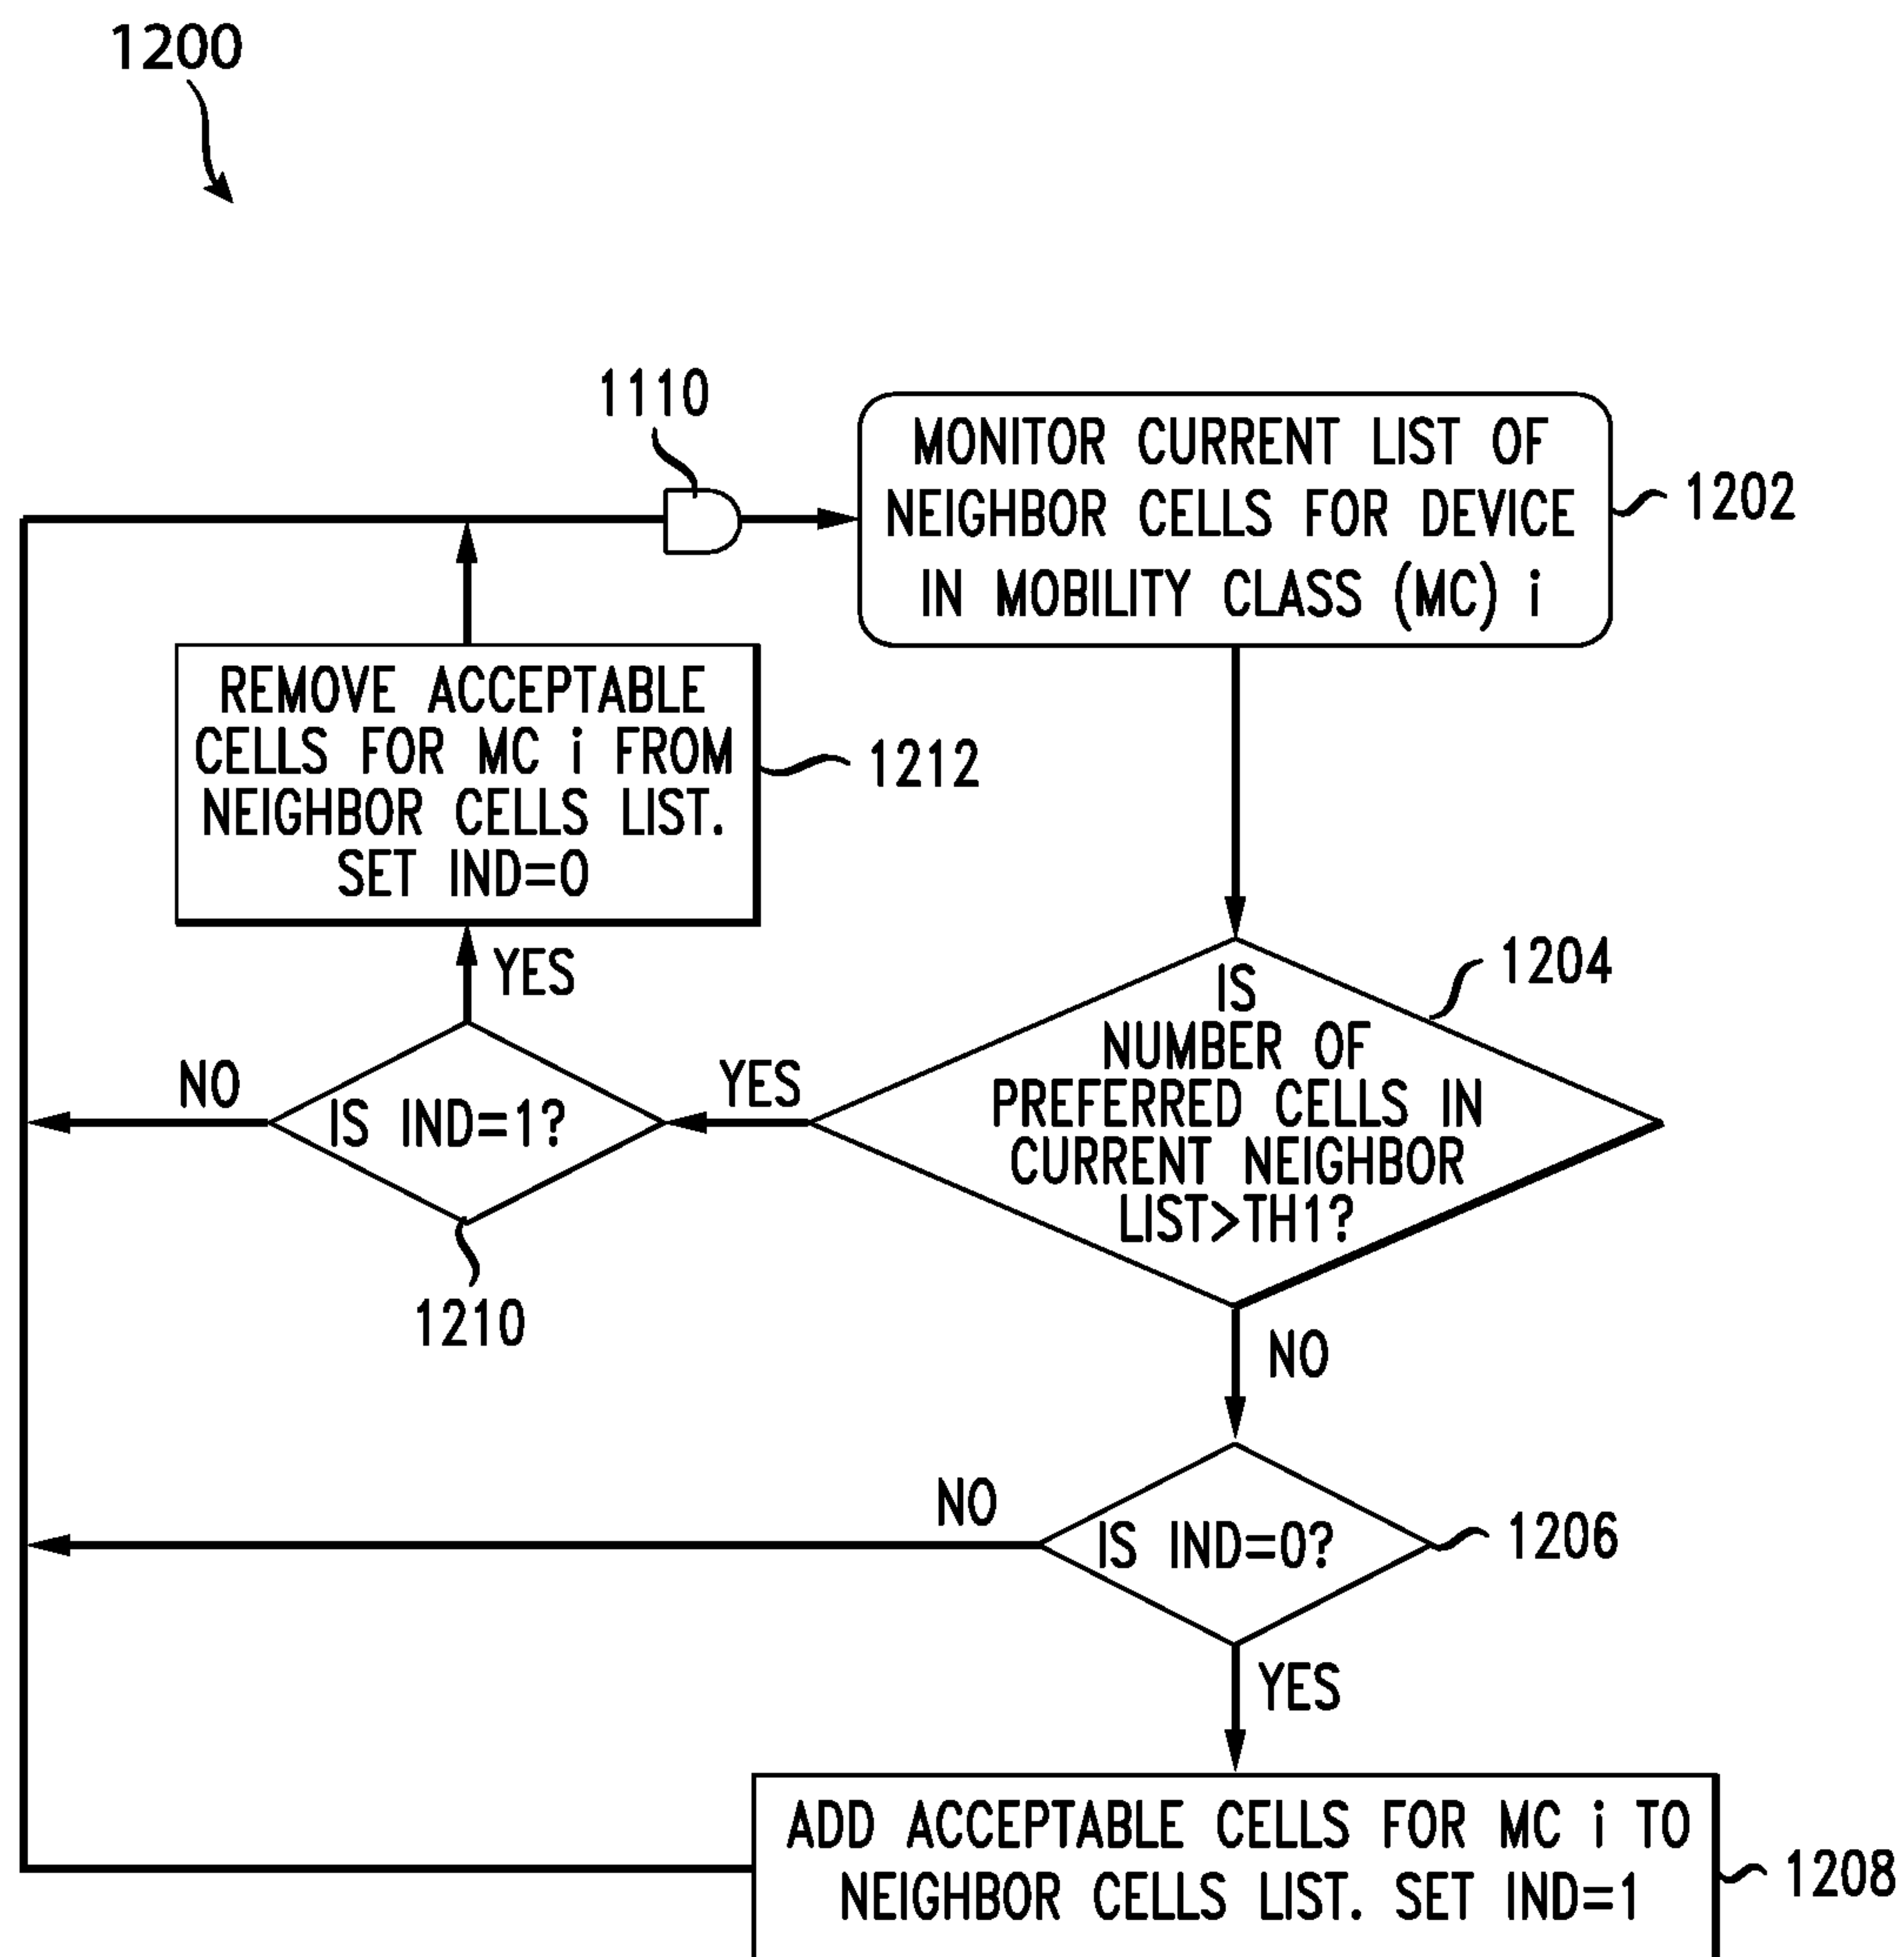 1200
1110
MONITOR CURRENT LIST OF
NEIGHBOR CELLS FOR DEVICE
IN MOBILITY CLASS (MC) i
1202
REMOVE ACCEPTABLE
CELLS FOR MC i FROM
NEIGHBOR CELLS LIST.
SET IND=0
1212
YES
1204
IS
NUMBER OF
PREFERRED CELLS IN
CURRENT NEIGHBOR
LIST>TH1?
NO
IS IND=1?
YES
1210
NO
NO
IS IND=0?
1206
YES
ADD ACCEPTABLE CELLS FOR MC i TO
NEIGHBOR CELLS LIST. SET IND=1
1208